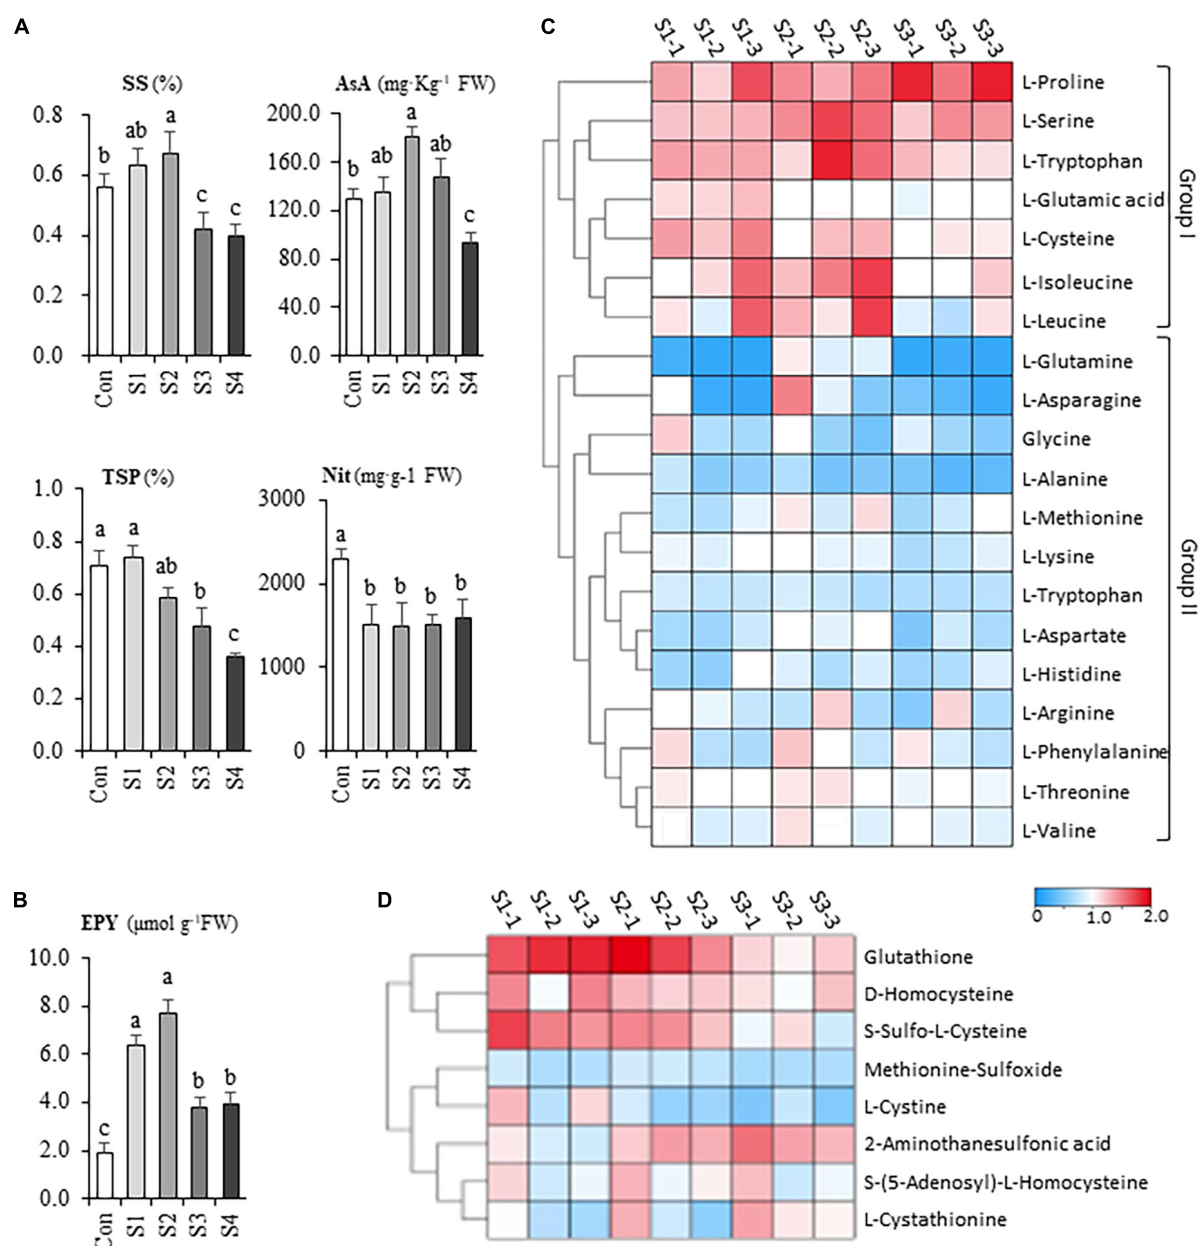 A
SS (%)
0.8
0.6
0.4
0.2
0.0
b
ab
a
c
c
Con
S1
S2
S3
S4
AsA (mg·Kg⁻¹ FW)
200.0
160.0
120.0
80.0
40.0
0.0
b
ab
a
ab
c
Con
S1
S2
S3
S4
TSP (%)
1.0
0.8
0.6
0.4
0.2
0.0
a
a
ab
b
c
Con
S1
S2
S3
S4
Nit (mg·g-1 FW)
3000
2000
1000
0
a
b
b
b
b
Con
S1
S2
S3
S4
B
EPY (μmol g⁻¹FW)
10.0
8.0
6.0
4.0
2.0
0.0
c
a
a
b
b
Con
S1
S2
S3
S4
C
S1-1
S1-2
S1-3
S2-1
S2-2
S2-3
S3-1
S3-2
S3-3
L-Proline
L-Serine
L-Tryptophan
L-Glutamic acid
L-Cysteine
L-Isoleucine
L-Leucine
L-Glutamine
L-Asparagine
Glycine
L-Alanine
L-Methionine
L-Lysine
L-Tryptophan
L-Aspartate
L-Histidine
L-Arginine
L-Phenylalanine
L-Threonine
L-Valine
Group I
Group II
D
S1-1
S1-2
S1-3
S2-1
S2-2
S2-3
S3-1
S3-2
S3-3
Glutathione
D-Homocysteine
S-Sulfo-L-Cysteine
Methionine-Sulfoxide
L-Cystine
2-Aminothanesulfonic acid
S-(5-Adenosyl)-L-Homocysteine
L-Cystathionine
0 1.0 2.0